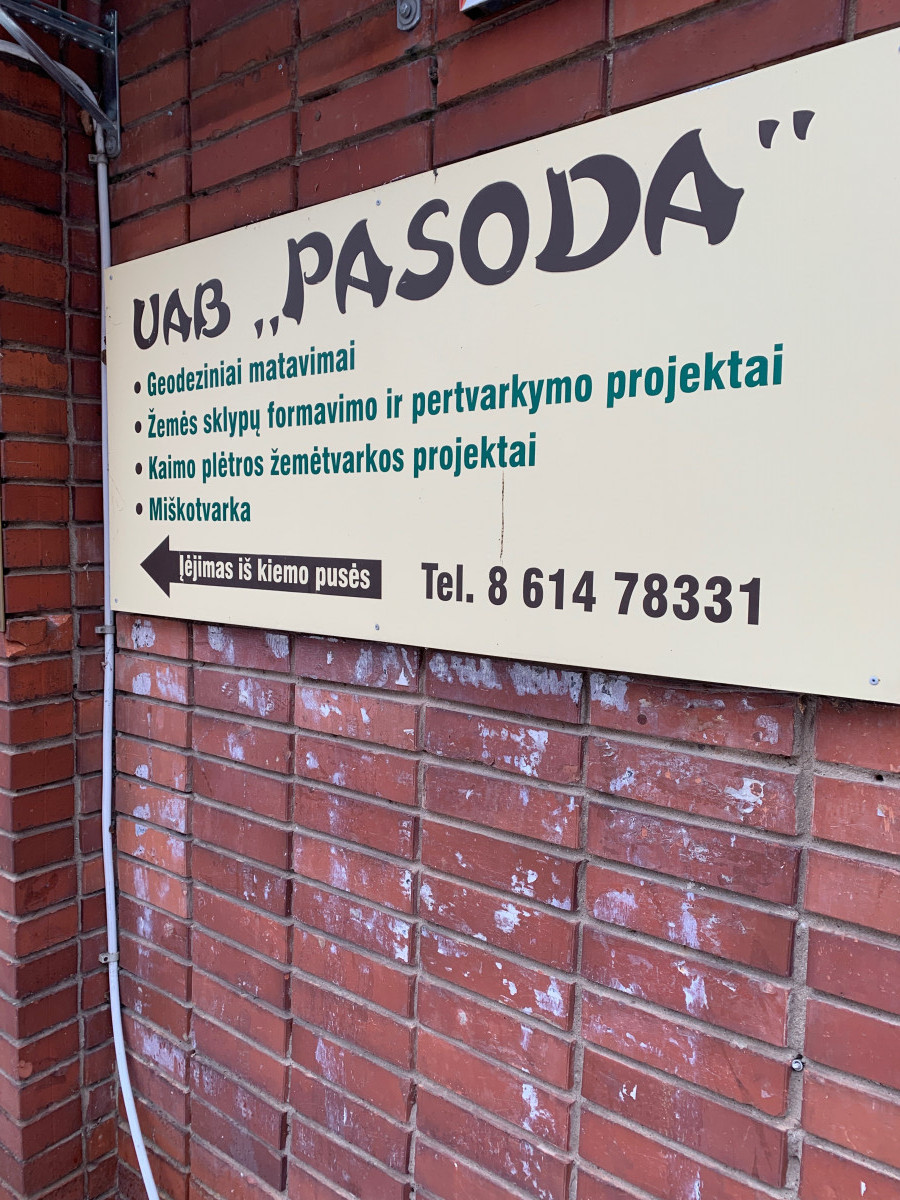 UAB „PASODA”
• Geodeziniai matavimai
• Žemės sklypų formavimo ir pertvarkymo projektai
• Kaimo plėtros žemėtvarkos projektai
• Miškotvarka
Įėjimas iš kiemo pusės
Tel. 8 614 78331